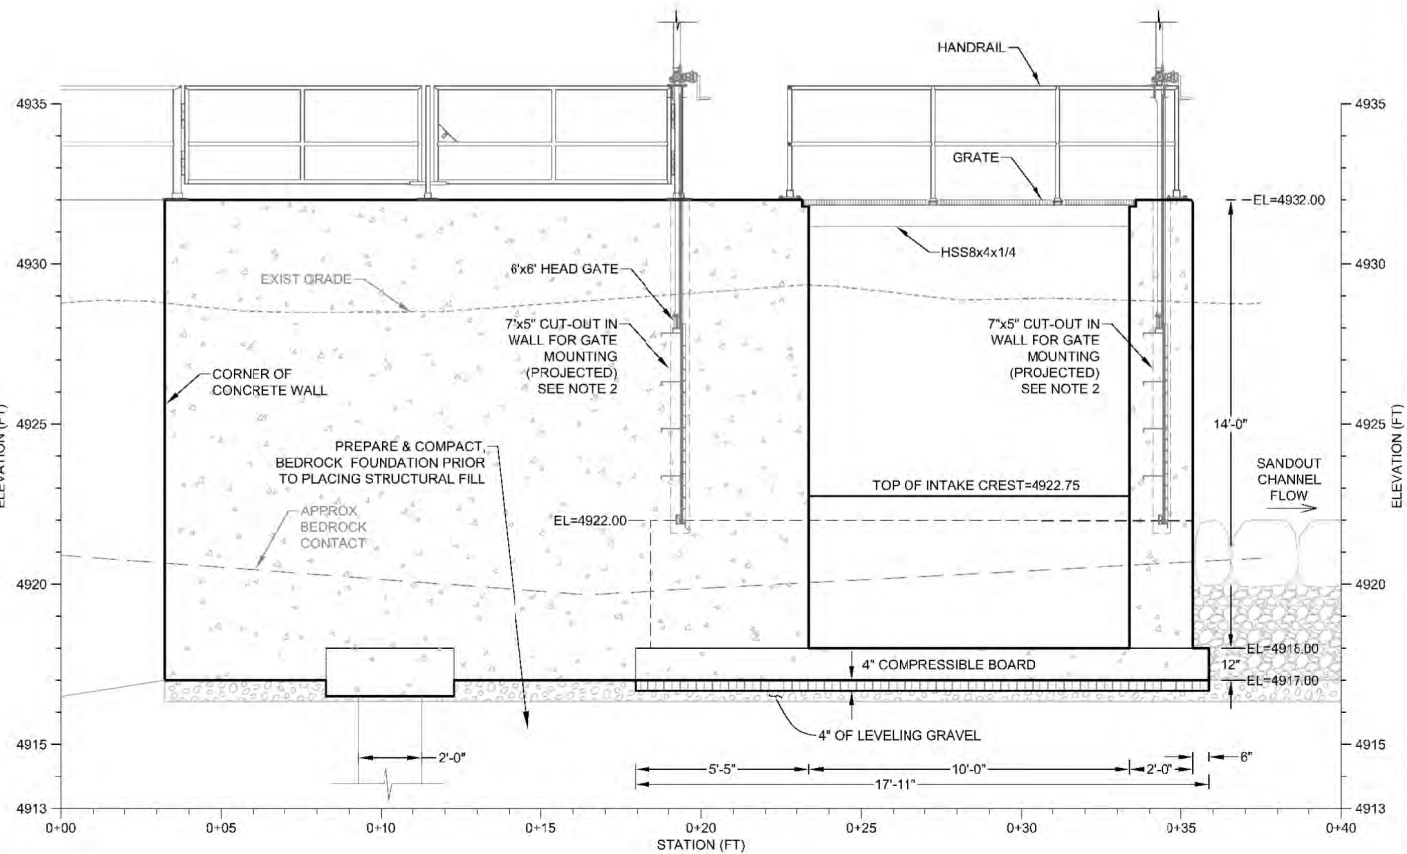 HANDRAIL
4935
4935
GRATE
EL=4932.00
HSS8x4x1/4
4930
6'x6' HEAD GATE
4930
EXIST GRADE
7"x5" CUT-OUT IN
WALL FOR GATE
MOUNTING
(PROJECTED)
SEE NOTE 2
7"x5" CUT-OUT IN
WALL FOR GATE
MOUNTING
(PROJECTED)
SEE NOTE 2
CORNER OF
CONCRETE WALL
ELEVATION (FT)
4925
14'-0"
4925
ELEVATION (FT)
PREPARE & COMPACT
BEDROCK FOUNDATION PRIOR
TO PLACING STRUCTURAL FILL
SANDOUT
CHANNEL
FLOW
TOP OF INTAKE CREST=4922.75
APPROX
BEDROCK
CONTACT
EL=4922.00
4920
4920
EL=4918.00
4" COMPRESSIBLE BOARD
12"
EL=4917.00
4915
4" OF LEVELING GRAVEL
4915
2'-0"
6"
5'-5"
10'-0"
2'-0"
17'-11"
4913
4913
0+00
0+05
0+10
0+15
0+20
0+25
0+30
0+35
0+40
STATION (FT)